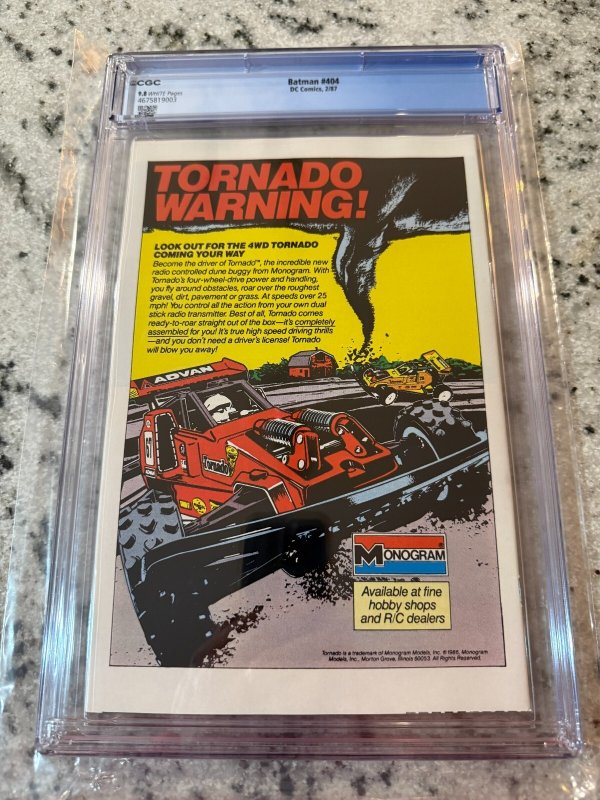 CGC
Batman #404
9.8 WHITE Pages
DC Comics, 2/87
4675819003
TORNADO
WARNING!
LOOK OUT FOR THE 4WD TORNADO
COMING YOUR WAY
Become the driver of Tornado™, the incredible new
radio controlled dune buggy from Monogram. With
Tornado's four-wheel-drive power and handling,
you fly around obstacles, roar over the roughest
gravel, dirt, pavement or grass. At speeds over 25
mph! You control all the action from your own dual
stick radio transmitter. Best of all, Tornado comes
ready-to-roar straight out of the box—it's completely
assembled for you! It's true high speed driving thrills
—and you don't need a driver's license! Tornado
will blow you away!
ADVAN
67
Tornado
MONOGRAM
Available at fine
hobby shops
and R/C dealers
Tornado is a trademark of Monogram Models, Inc. © 1986, Monogram
Models, Inc., Morton Grove, Illinois 60053. All Rights Reserved.